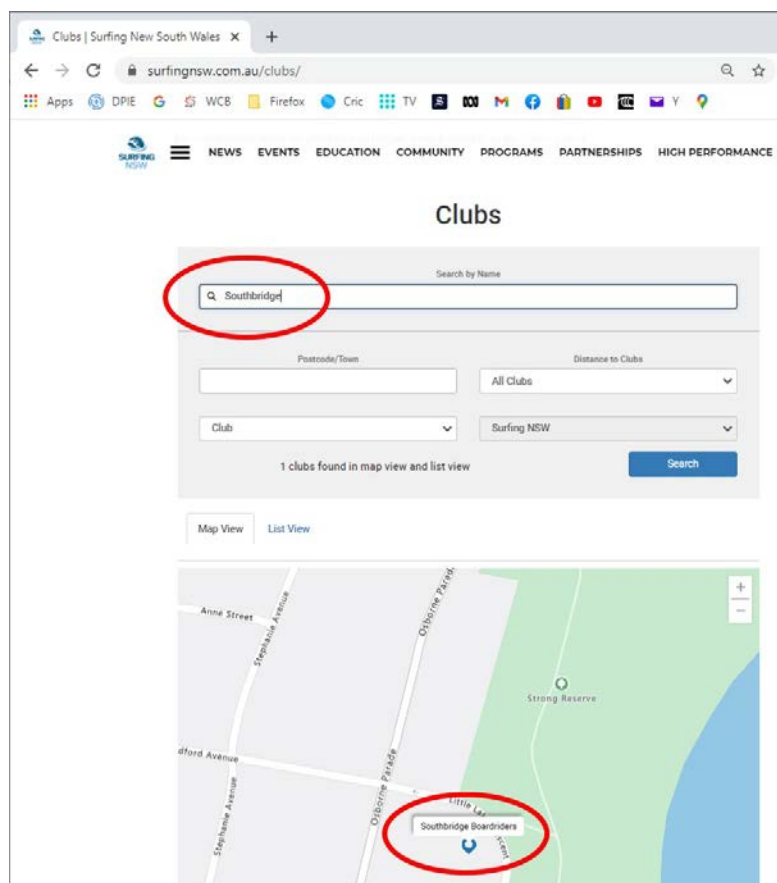 Clubs | Surfing New South Wales
surfingnsw.com.au/clubs/
Apps DPIE WCB Firefox Cric TV Y
SURFING
NSW
NEWS EVENTS EDUCATION COMMUNITY PROGRAMS PARTNERSHIPS HIGH PERFORMANCE
Clubs
Search by Name
Southbridge
Postcode/Town Distance to Clubs
All Clubs
Club Surfing NSW
1 clubs found in map view and list view Search
Map View List View
Anne Street
Stephanie Avenue
Osborne Parade
Strong Reserve
dford Avenue
Osborne Parade
Stephanie Avenue
Little La
scent
Southbridge Boardriders